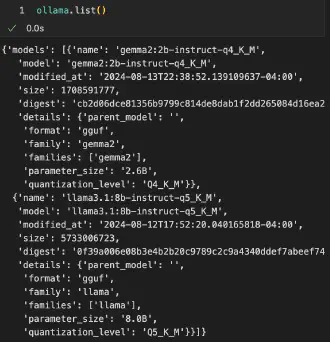 1 ollama.list()
✓ 0.0s
{'models': [{'name': 'gemma2:2b-instruct-q4_K_M',
'model': 'gemma2:2b-instruct-q4_K_M',
'modified_at': '2024-08-13T22:38:52.139109637-04:00',
'size': 1708591777,
'digest': 'cb2d06dce81356b9799c814de8dab1f2dd265084d16ea2
'details': {'parent_model': '',
'format': 'gguf',
'family': 'gemma2',
'families': ['gemma2'],
'parameter_size': '2.6B',
'quantization_level': 'Q4_K_M'}},
{'name': 'llama3.1:8b-instruct-q5_K_M',
'model': 'llama3.1:8b-instruct-q5_K_M',
'modified_at': '2024-08-12T17:52:20.040165818-04:00',
'size': 5733006723,
'digest': '0f39a006e08b3e4b2b20c9789c2c9a4340ddef7abeef74
'details': {'parent_model': '',
'format': 'gguf',
'family': 'llama',
'families': ['llama'],
'parameter_size': '8.0B',
'quantization_level': 'Q5_K_M'}}]}